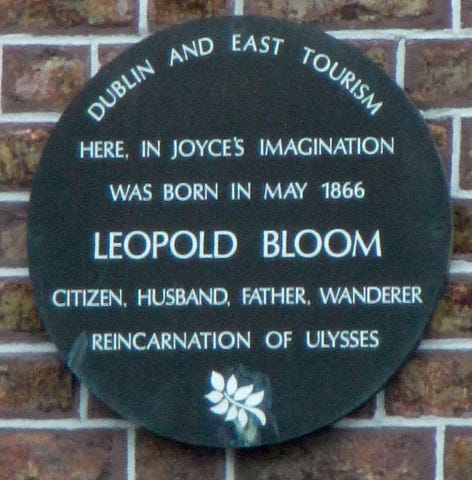 DUBLIN AND EAST TOURISM
HERE, IN JOYCE'S IMAGINATION
WAS BORN IN MAY 1866
LEOPOLD BLOOM
CITIZEN, HUSBAND, FATHER, WANDERER
REINCARNATION OF ULYSSES